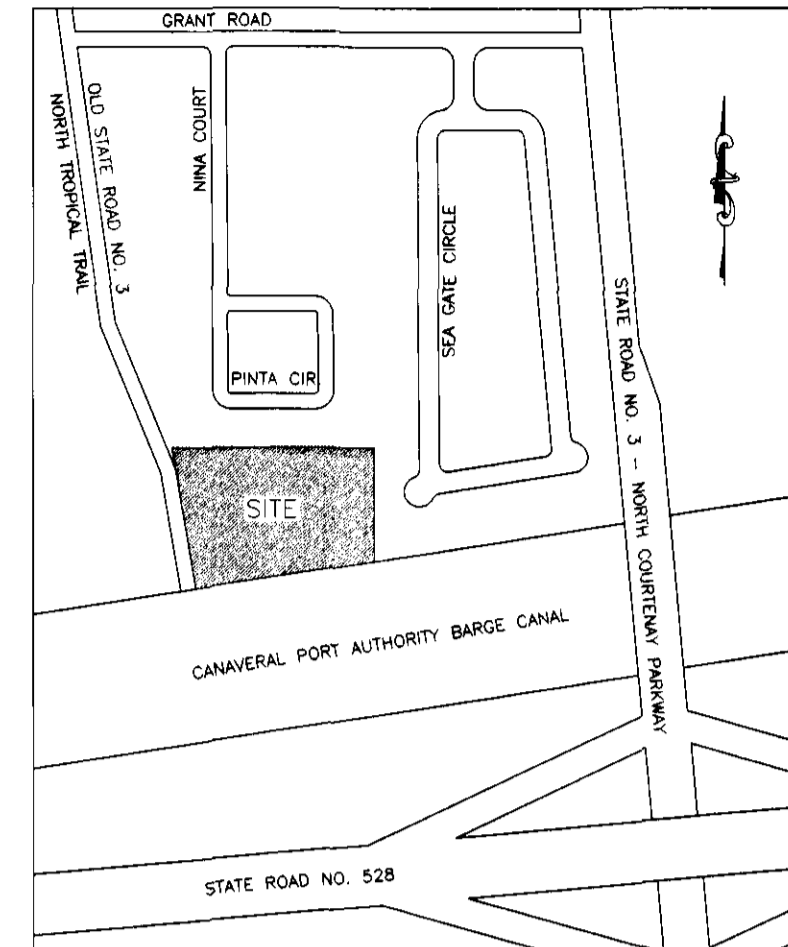 GRANT ROAD
OLD STATE ROAD NO. 3
NORTH TROPICAL TRAIL
NINA COURT
SEA GATE CIRCLE
PINTA CIR.
STATE ROAD NO. 3 - NORTH COURTENAY PARKWAY
SITE
CANAVERAL PORT AUTHORITY BARGE CANAL
STATE ROAD NO. 528